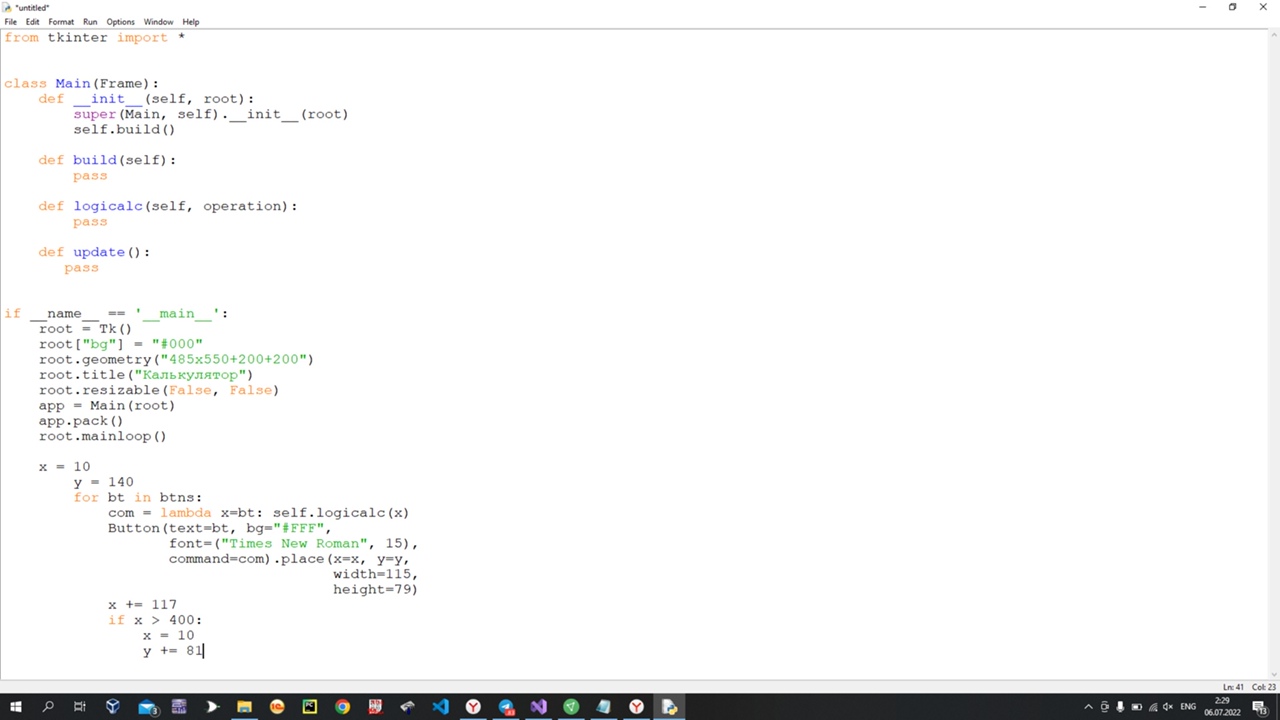 *untitled*
File Edit Format Run Options Window Help
from tkinter import *
class Main(Frame):
    def __init__(self, root):
        super(Main, self).__init__(root)
        self.build()
    def build(self):
        pass
    def logicalc(self, operation):
        pass
    def update():
       pass
if __name__ == '__main__':
    root = Tk()
    root["bg"] = "#000"
    root.geometry("485x550+200+200")
    root.title("Калькулятор")
    root.resizable(False, False)
    app = Main(root)
    app.pack()
    root.mainloop()
    x = 10
        y = 140
        for bt in btns:
            com = lambda x=bt: self.logicalc(x)
            Button(text=bt, bg="#FFF",
                   font=("Times New Roman", 15),
                   command=com).place(x=x, y=y,
                                      width=115,
                                      height=79)
            x += 117
            if x > 400:
                x = 10
                y += 81
Ln: 41 Col: 23
ENG
2:29
06.07.2022